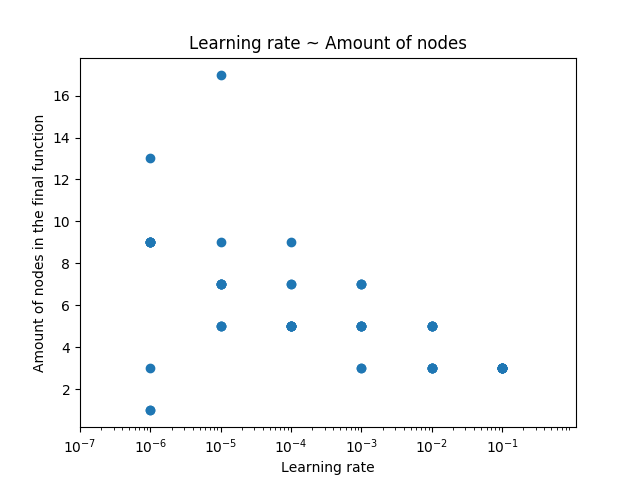 Learning rate ~ Amount of nodes
Amount of nodes in the final function
16
14
12
10
8
6
4
2
10⁻⁷ 10⁻⁶ 10⁻⁵ 10⁻⁴ 10⁻³ 10⁻² 10⁻¹
Learning rate